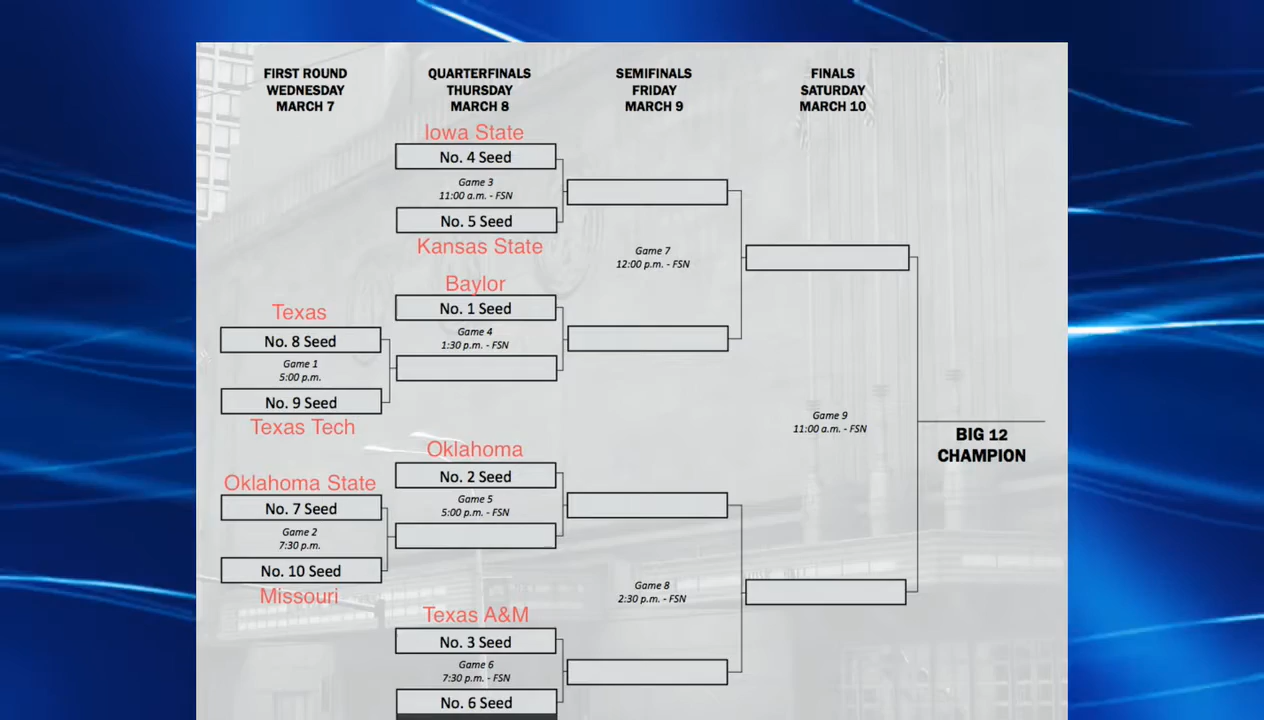 FIRST ROUND
WEDNESDAY
MARCH 7
QUARTERFINALS
THURSDAY
MARCH 8
SEMIFINALS
FRIDAY
MARCH 9
FINALS
SATURDAY
MARCH 10
Iowa State
No. 4 Seed
Game 3
11:00 a.m. - FSN
No. 5 Seed
Kansas State
Game 7
12:00 p.m. - FSN
Baylor
No. 1 Seed
Game 4
1:30 p.m. - FSN
Texas
No. 8 Seed
Game 1
5:00 p.m.
No. 9 Seed
Texas Tech
Game 9
11:00 a.m. - FSN
BIG 12
CHAMPION
Oklahoma
No. 2 Seed
Game 5
5:00 p.m. - FSN
Oklahoma State
No. 7 Seed
Game 2
7:30 p.m.
No. 10 Seed
Missouri
Game 8
2:30 p.m. - FSN
Texas A&M
No. 3 Seed
Game 6
7:30 p.m. - FSN
No. 6 Seed